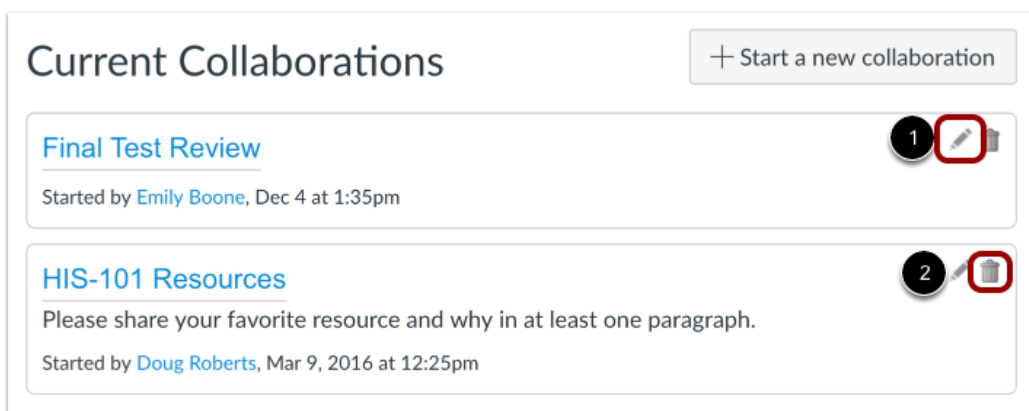 Current Collaborations
+ Start a new collaboration
Final Test Review
1
Started by Emily Boone, Dec 4 at 1:35pm
HIS-101 Resources
2
Please share your favorite resource and why in at least one paragraph.
Started by Doug Roberts, Mar 9, 2016 at 12:25pm